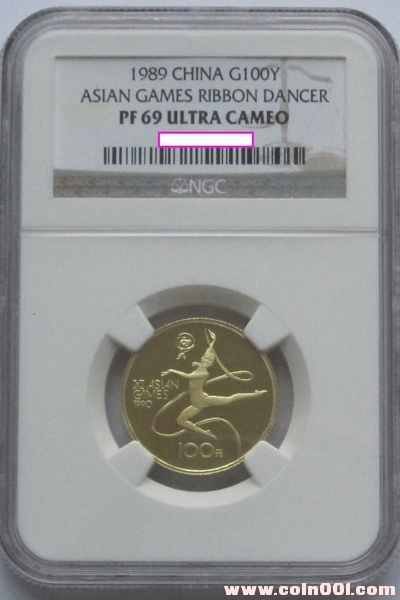 1989 CHINA G100Y
ASIAN GAMES RIBBON DANCER
PF 69 ULTRA CAMEO
NGC
XI ASIAN
GAMES
1990
100元
www.coin001.com